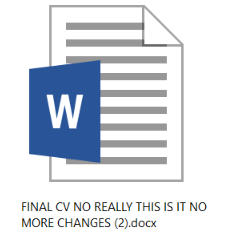 W
FINAL CV NO REALLY THIS IS IT NO
MORE CHANGES (2).docx